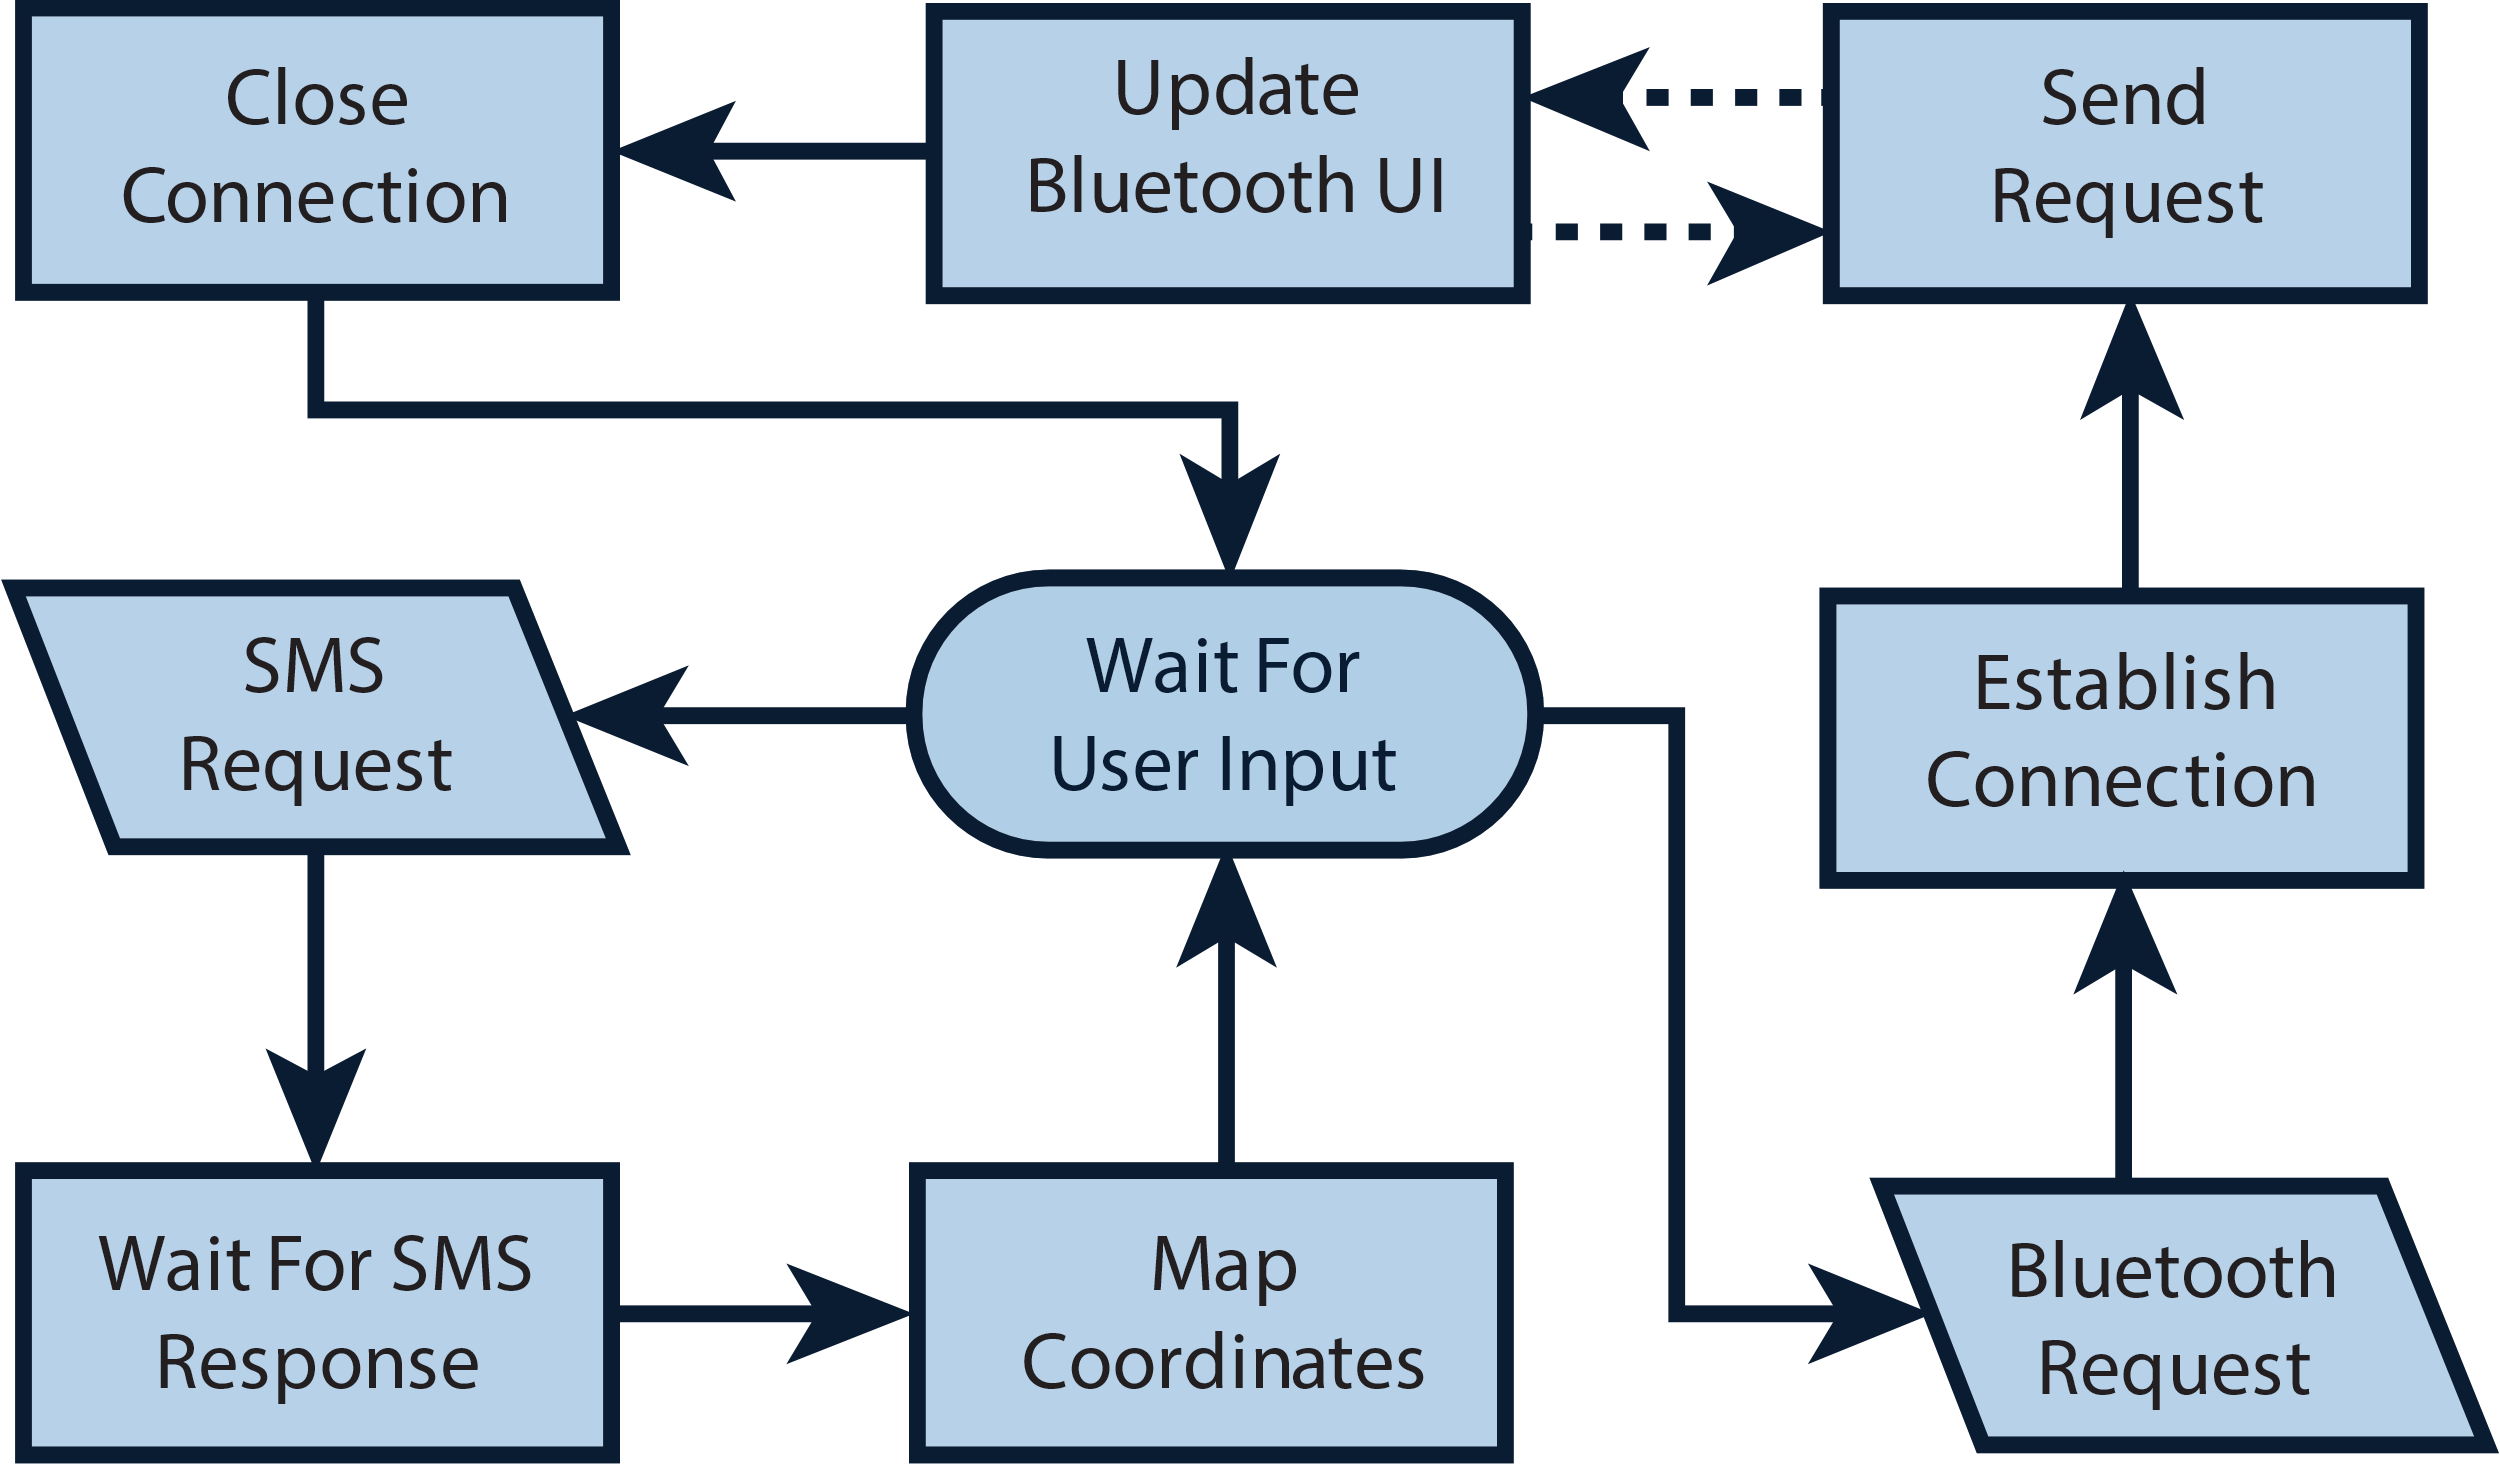 Close
Connection
Update
Bluetooth UI
Send
Request
SMS
Request
Wait For
User Input
Establish
Connection
Wait For SMS
Response
Map
Coordinates
Bluetooth
Request